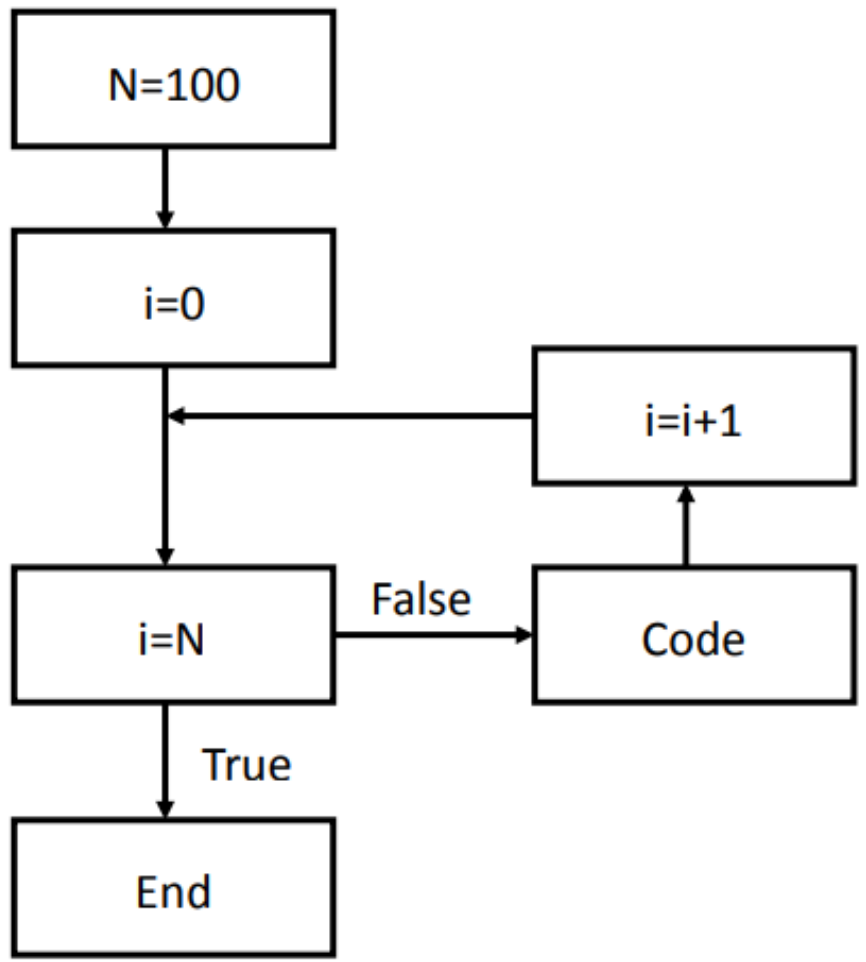 N=100
i=0
i=i+1
i=N
False
Code
True
End